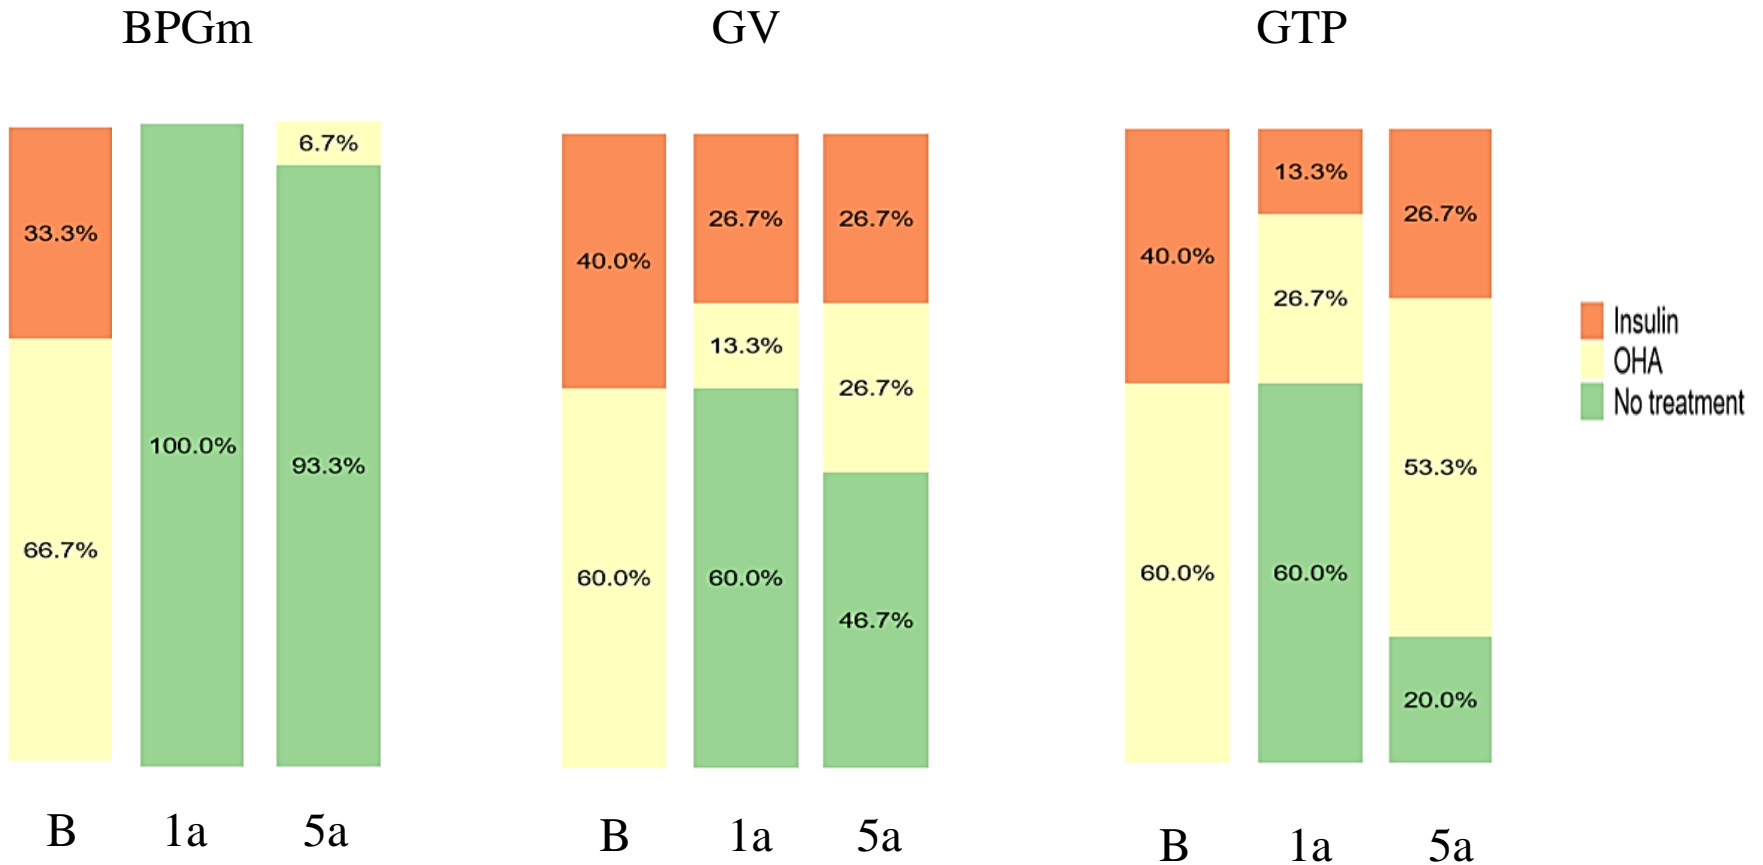 BPGm
GV
GTP
33.3%
66.7%
100.0%
6.7%
93.3%
40.0%
60.0%
26.7%
13.3%
60.0%
26.7%
26.7%
46.7%
40.0%
60.0%
13.3%
26.7%
60.0%
26.7%
53.3%
20.0%
Insulin
OHA
No treatment
B 1a 5a
B 1a 5a
B 1a 5a